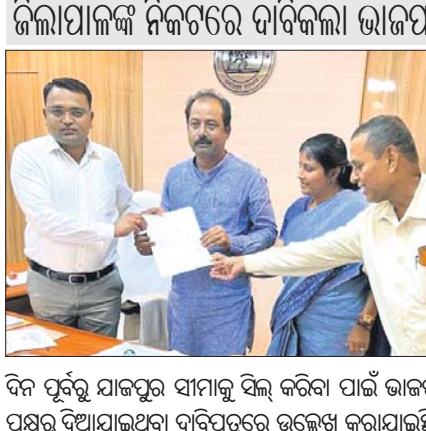 ଜିଲାପାଳଙ୍କ ନିକଟରେ ଦାବିକଲା ଭାଜପ
ଦିନ ପୂର୍ବରୁ ଯାଜପୁର ସୀମାକୁ ସିଲ୍ କରିବା ପାଇଁ ଭାଜପ
ପକ୍ଷରୁ ଦିଆଯାଇଥିବା ଦାବିପତ୍ରରେ ଉଲ୍ଲେଖ କରାଯାଇଛି